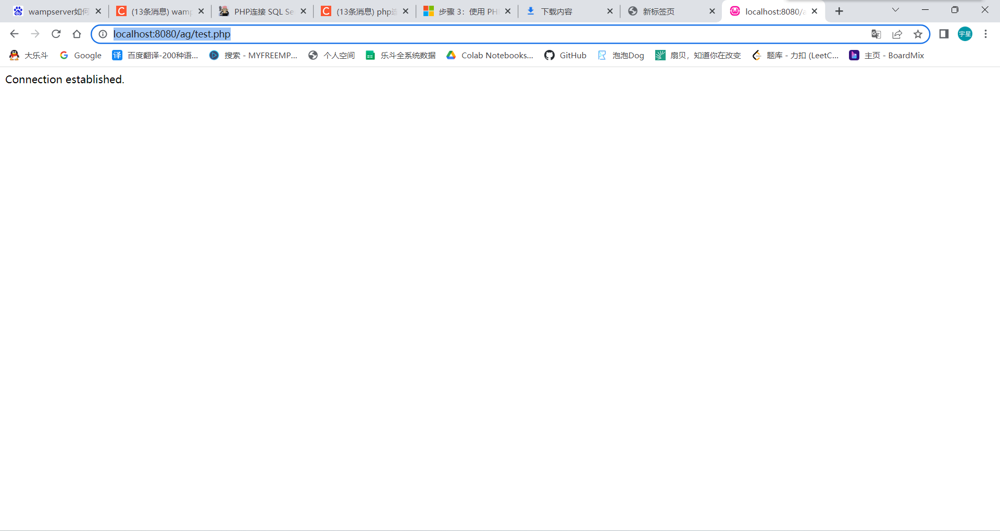 wampserver如何
(13条消息) wamp
PHP连接 SQL Se
(13条消息) php连
步骤 3：使用 PH
下载内容
新标签页
localhost:8080/a
localhost:8080/ag/test.php
宇星
大乐斗
Google
译 百度翻译-200种语...
搜索 - MYFREEMP...
个人空间
乐斗全系统数据
Colab Notebooks...
GitHub
泡泡Dog
扇贝，知道你在改变
题库 - 力扣 (LeetC...
主页 - BoardMix
Connection established.